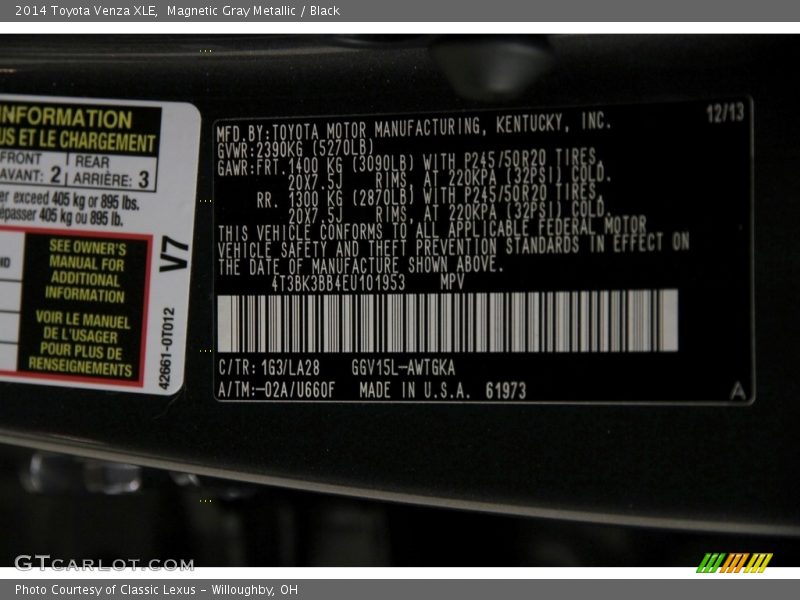 2014 Toyota Venza XLE,  Magnetic Gray Metallic / Black
INFORMATION
US ET LE CHARGEMENT
FRONT | REAR
AVANT: 2 | ARRIÈRE: 3
er exceed 405 kg or 895 lbs.
épasser 405 kg ou 895 lb.
SEE OWNER'S
MANUAL FOR
ADDITIONAL
INFORMATION
VOIR LE MANUEL
DE L'USAGER
POUR PLUS DE
RENSEIGNEMENTS
V7
42661-0T012
12/13
MFD.BY:TOYOTA MOTOR MANUFACTURING, KENTUCKY, INC.
GVWR:2390KG (5270LB)
GAWR:FRT.1400 KG (3090LB) WITH P245/50R20 TIRES,
20X7.5J RIMS, AT 220KPA (32PSI) COLD.
RR. 1300 KG (2870LB) WITH P245/50R20 TIRES,
20X7.5J RIMS, AT 220KPA (32PSI) COLD.
THIS VEHICLE CONFORMS TO ALL APPLICABLE FEDERAL MOTOR
VEHICLE SAFETY AND THEFT PREVENTION STANDARDS IN EFFECT ON
THE DATE OF MANUFACTURE SHOWN ABOVE.
4T3BK3BB4EU101953 MPV
C/TR: 1G3/LA28 GGV15L-AWTGKA
A/TM:-02A/U660F MADE IN U.S.A. 61973
A
GTcarlot.com
Photo Courtesy of Classic Lexus - Willoughby, OH